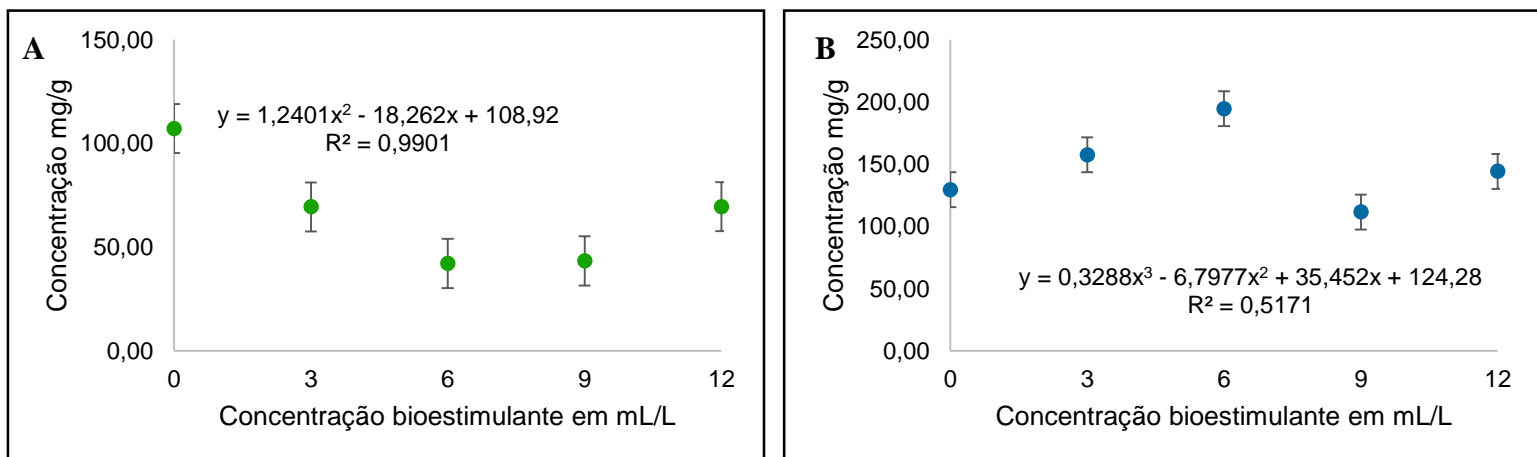 A
Concentração mg/g
150,00
100,00
50,00
0,00
y = 1,2401x² - 18,262x + 108,92
R² = 0,9901
0 3 6 9 12
Concentração bioestimulante em mL/L
B
Concentração mg/g
250,00
200,00
150,00
100,00
50,00
0,00
y = 0,3288x³ - 6,7977x² + 35,452x + 124,28
R² = 0,5171
0 3 6 9 12
Concentração bioestimulante em mL/L